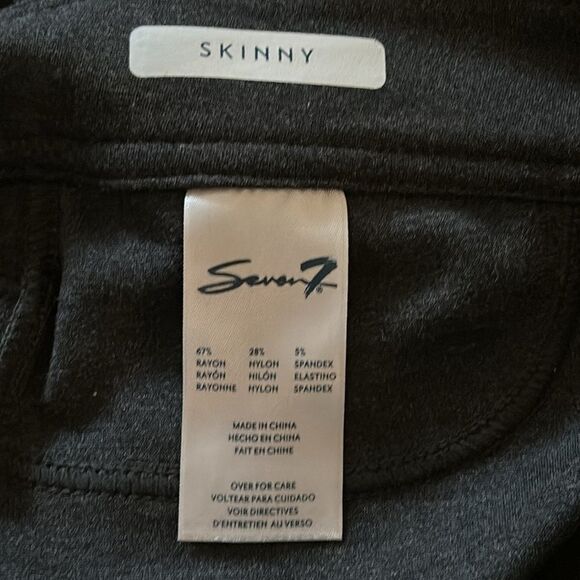 SKINNY
Seven7®
67% 28% 5%
RAYON NYLON SPANDEX
RAYÓN NILÓN ELASTINO
RAYONNE NYLON SPANDEX
MADE IN CHINA
HECHO EN CHINA
FAIT EN CHINE
OVER FOR CARE
VOLTEAR PARA CUIDADO
VOIR DIRECTIVES
D'ENTRETIEN AU VERSO